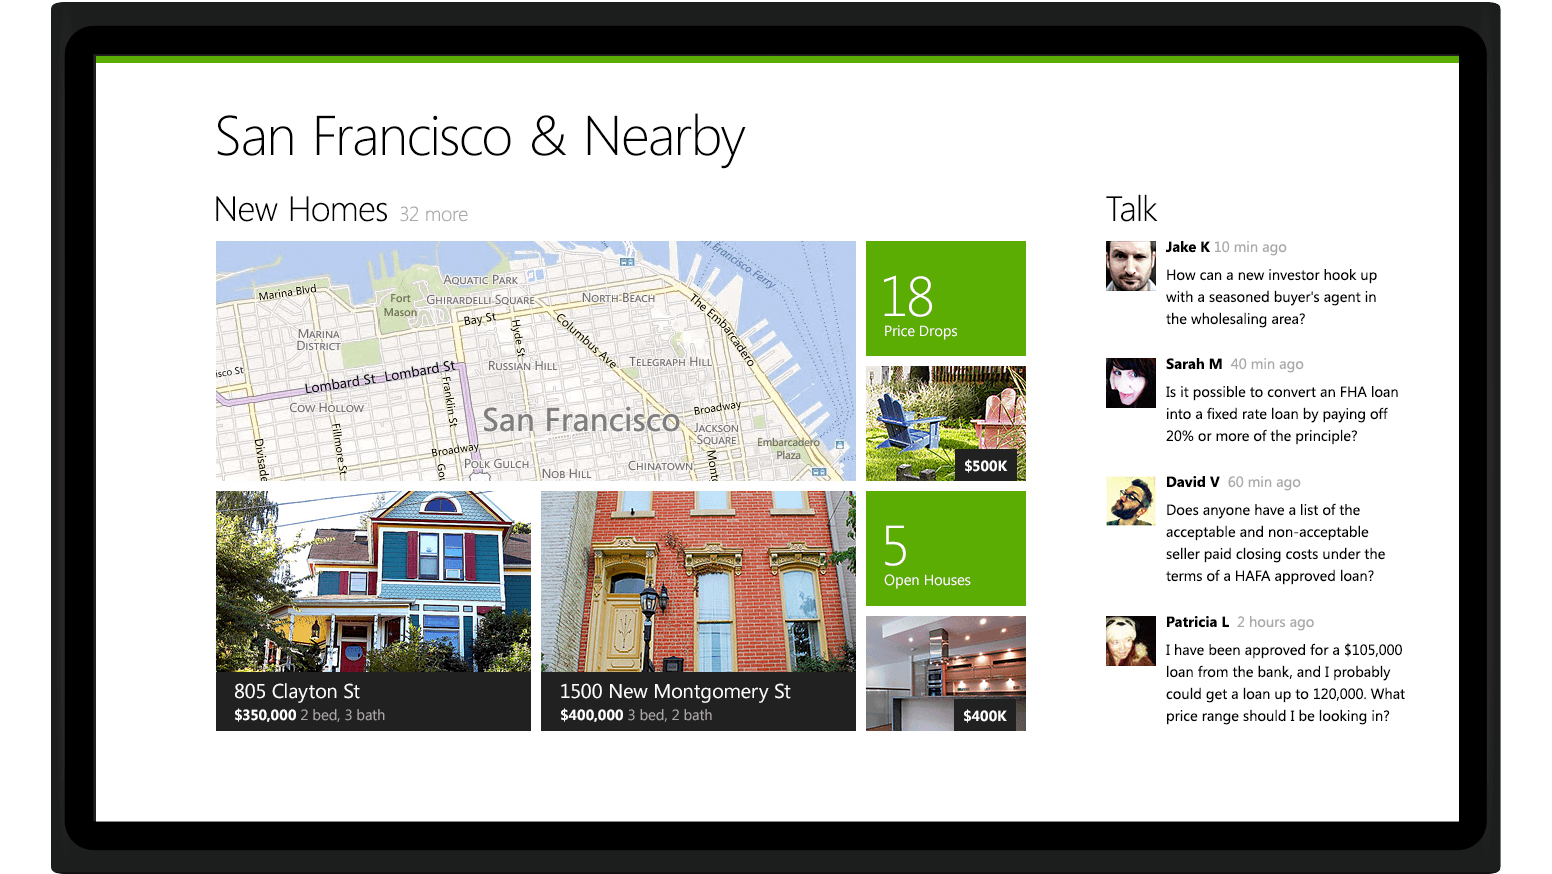 San Francisco & Nearby
New Homes 32 more
Marina Blvd
AQUATIC PARK
Fort
Mason
GHIRARDELLI SQUARE
NORTH BEACH
San Francisco Ferry
The Embarcadero
Bay St
Hyde St
Columbus Ave
MARINA
DISTRICT
RUSSIAN HILL
TELEGRAPH HILL
isco St
Lombard St
Lombard St
COW HOLLOW
Franklin St
San Francisco
Broadway
JACKSON
SQUARE
Embarcadero
Plaza
Divisade
Fillmore St
Broadway
Gou
POLK GULCH
NOB HILL
CHINATOWN
Mont
18
Price Drops
$500K
5
Open Houses
$400K
805 Clayton St
$350,000 2 bed, 3 bath
1500 New Montgomery St
$400,000 3 bed, 2 bath
Talk
Jake K 10 min ago
How can a new investor hook up
with a seasoned buyer's agent in
the wholesaling area?
Sarah M 40 min ago
Is it possible to convert an FHA loan
into a fixed rate loan by paying off
20% or more of the principle?
David V 60 min ago
Does anyone have a list of the
acceptable and non-acceptable
seller paid closing costs under the
terms of a HAFA approved loan?
Patricia L 2 hours ago
I have been approved for a $105,000
loan from the bank, and I probably
could get a loan up to 120,000. What
price range should I be looking in?